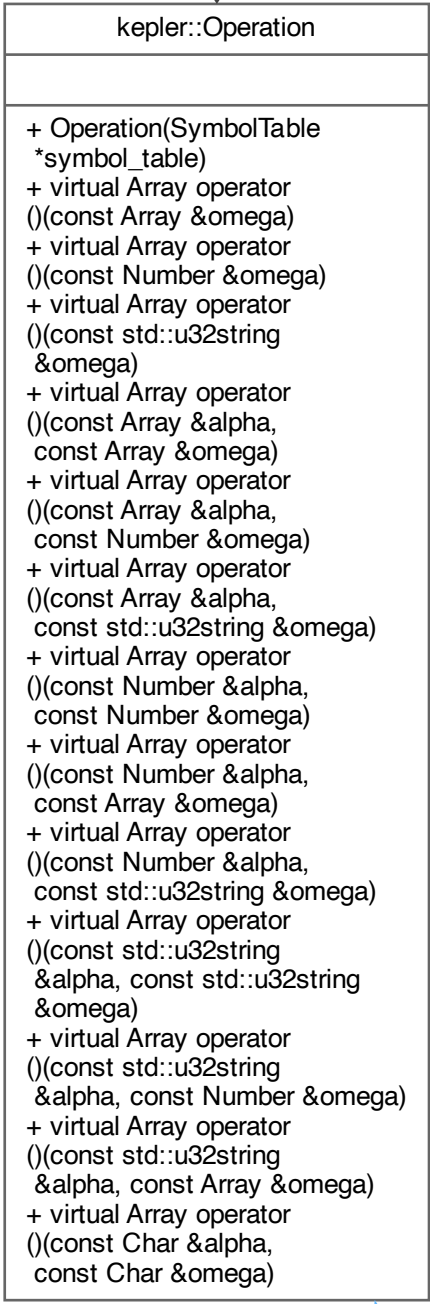 kepler::Operation
+ Operation(SymbolTable
*symbol_table)
+ virtual Array operator
()(const Array &omega)
+ virtual Array operator
()(const Number &omega)
+ virtual Array operator
()(const std::u32string
&omega)
+ virtual Array operator
()(const Array &alpha,
const Array &omega)
+ virtual Array operator
()(const Array &alpha,
const Number &omega)
+ virtual Array operator
()(const Array &alpha,
const std::u32string &omega)
+ virtual Array operator
()(const Number &alpha,
const Number &omega)
+ virtual Array operator
()(const Number &alpha,
const Array &omega)
+ virtual Array operator
()(const Number &alpha,
const std::u32string &omega)
+ virtual Array operator
()(const std::u32string
&alpha, const std::u32string
&omega)
+ virtual Array operator
()(const std::u32string
&alpha, const Number &omega)
+ virtual Array operator
()(const std::u32string
&alpha, const Array &omega)
+ virtual Array operator
()(const Char &alpha,
const Char &omega)